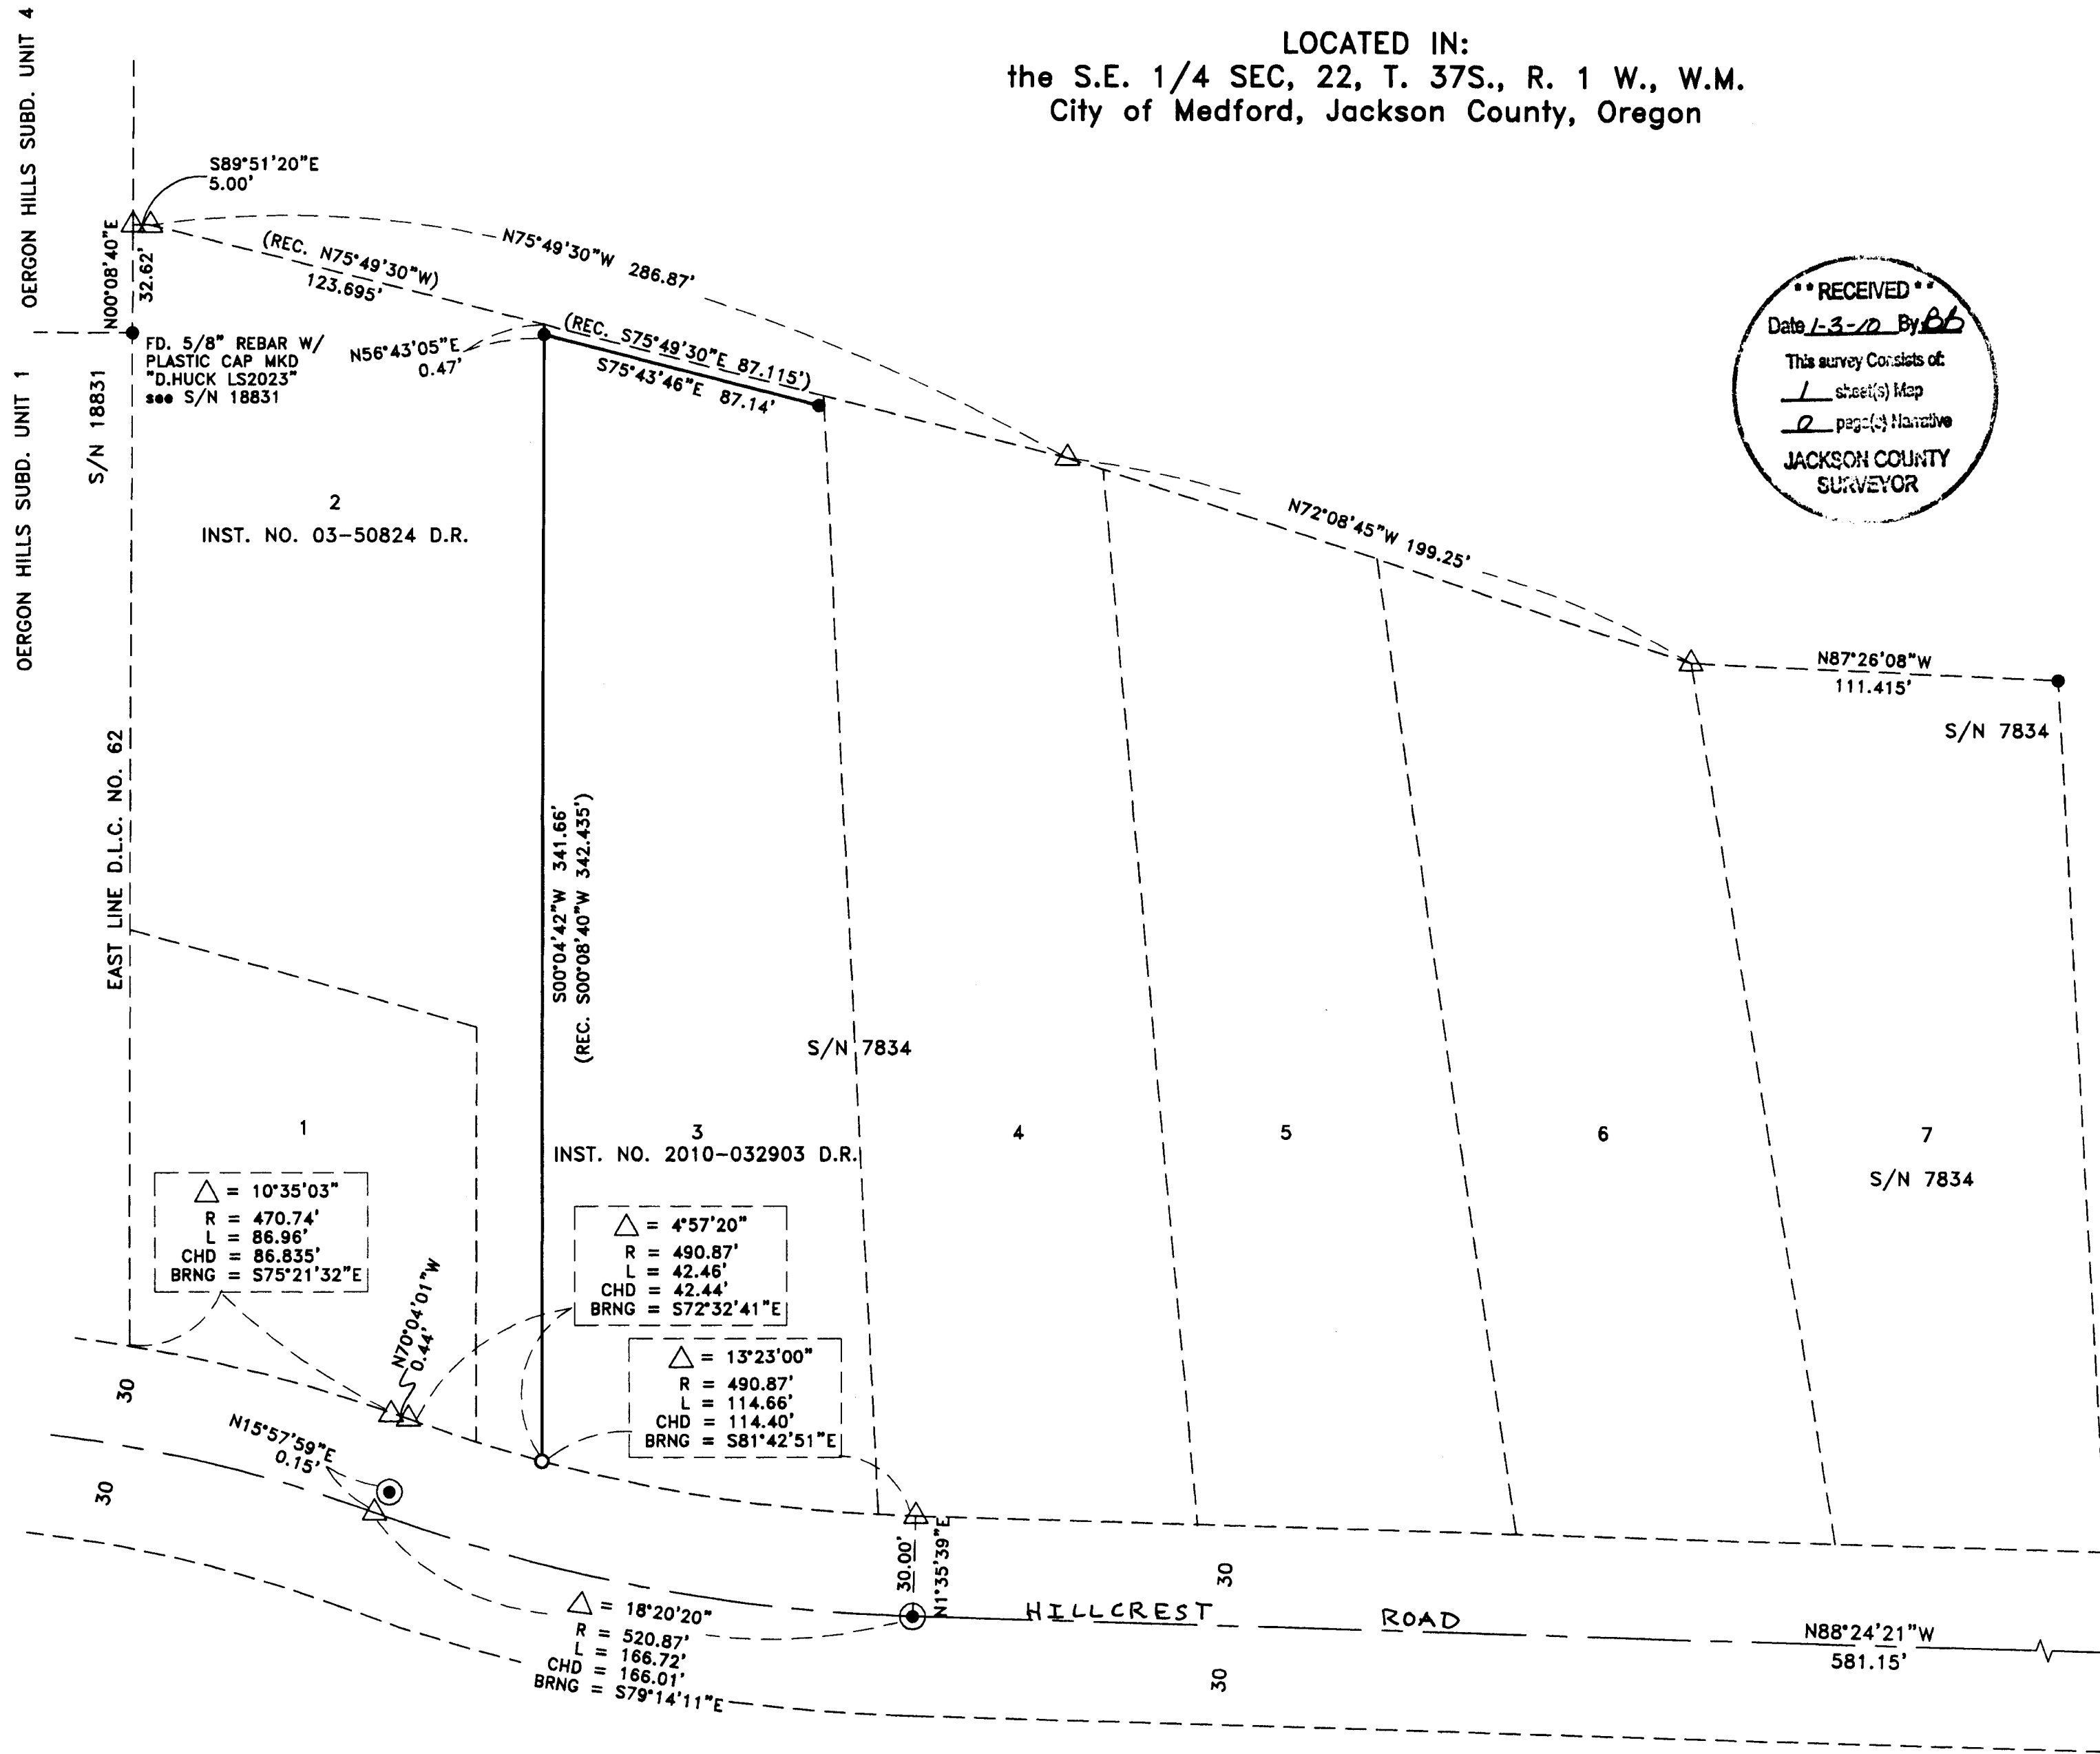 LOCATED IN:
the S.E. 1/4 SEC, 22, T. 37S., R. 1 W., W.M.
City of Medford, Jackson County, Oregon
OERGON HILLS SUBD. UNIT 4
OERGON HILLS SUBD. UNIT 1
S89°51'20"E
5.00'
N00°08'40"E
32.62'
(REC. N75°49'30"W)
123.695'
N75°49'30"W 286.87'
FD. 5/8" REBAR W/
PLASTIC CAP MKD
"D.HUCK LS2023"
see S/N 18831
S/N 18831
N56°43'05"E
0.47'
(REC. S75°49'30"E 87.115')
S75°43'46"E 87.14'
** RECEIVED **
Date 1-3-10 By BB
This survey Consists of:
1 sheet(s) Map
0 page(s) Narrative
JACKSON COUNTY
SURVEYOR
2
INST. NO. 03-50824 D.R.
N72°08'45"W 199.25'
N87°26'08"W
111.415'
S/N 7834
EAST LINE D.L.C. NO. 62
S00°04'42"W 341.66'
(REC. S00°08'40"W 342.435')
S/N 7834
1
3
INST. NO. 2010-032903 D.R.
4
5
6
7
S/N 7834
△ = 10°35'03"
R = 470.74'
L = 86.96'
CHD = 86.835'
BRNG = S75°21'32"E
N70°04'01"W
0.44'
△ = 4°57'20"
R = 490.87'
L = 42.46'
CHD = 42.44'
BRNG = S72°32'41"E
△ = 13°23'00"
R = 490.87'
L = 114.66'
CHD = 114.40'
BRNG = S81°42'51"E
30
30
N15°57'59"E
0.15'
30.00'
N1°35'39"E
30
30
HILLCREST ROAD
N88°24'21"W
581.15'
△ = 18°20'20"
R = 520.87'
L = 166.72'
CHD = 166.01'
BRNG = S79°14'11"E